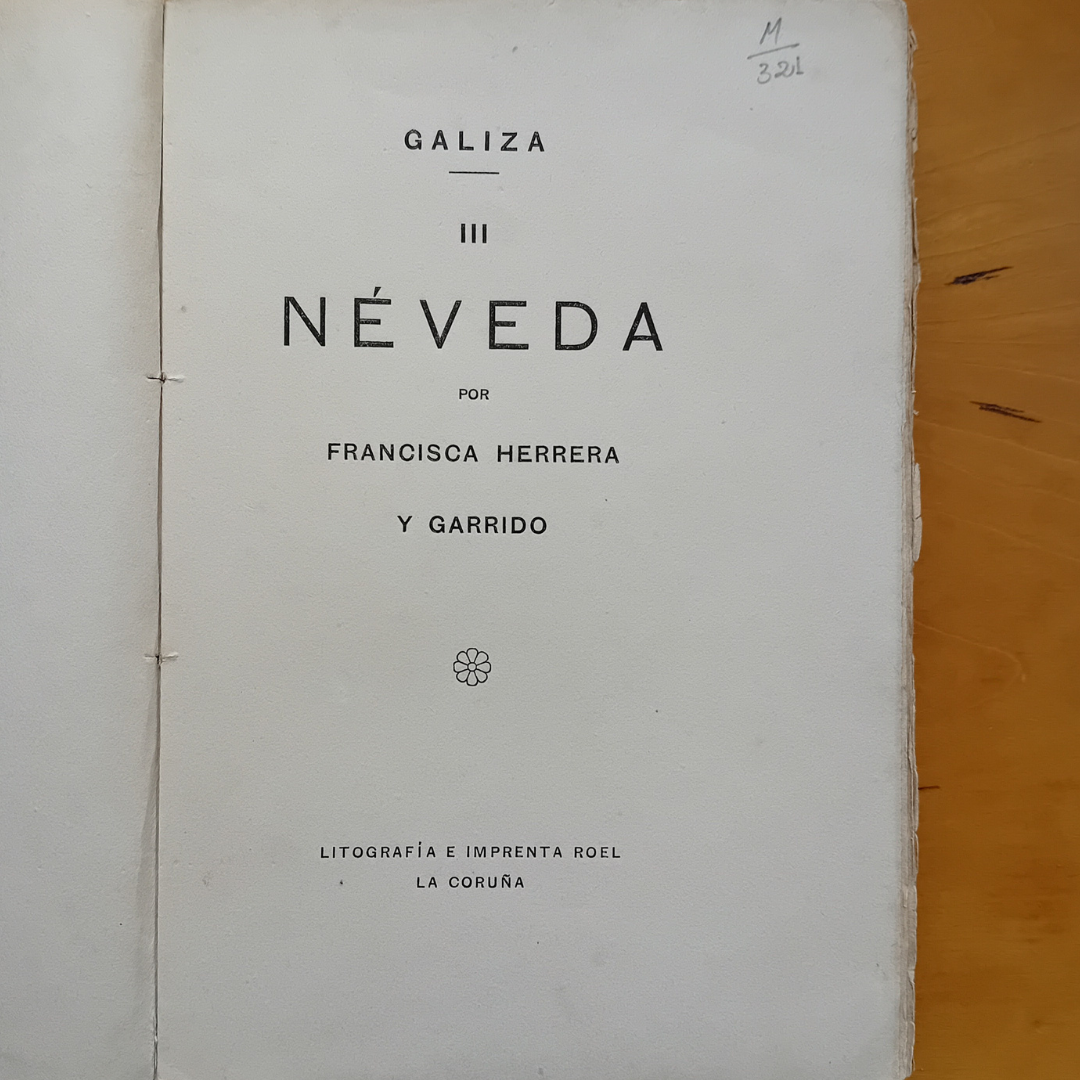 M
321
GALIZA
III
NÉVEDA
POR
FRANCISCA HERRERA
Y GARRIDO
LITOGRAFÍA E IMPRENTA ROEL
LA CORUÑA